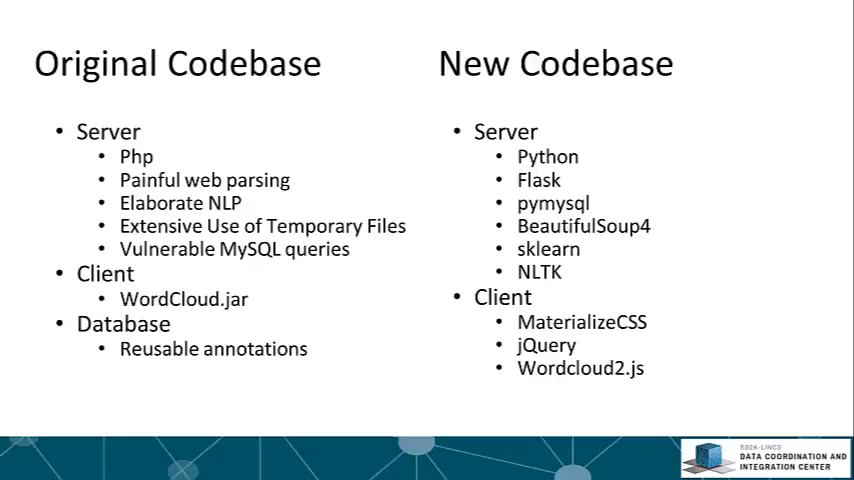 Original Codebase
• Server
• Php
• Painful web parsing
• Elaborate NLP
• Extensive Use of Temporary Files
• Vulnerable MySQL queries
• Client
• WordCloud.jar
• Database
• Reusable annotations
New Codebase
• Server
• Python
• Flask
• pymysql
• BeautifulSoup4
• sklearn
• NLTK
• Client
• MaterializeCSS
• jQuery
• Wordcloud2.js
BD2K-LINCS
DATA COORDINATION AND
INTEGRATION CENTER